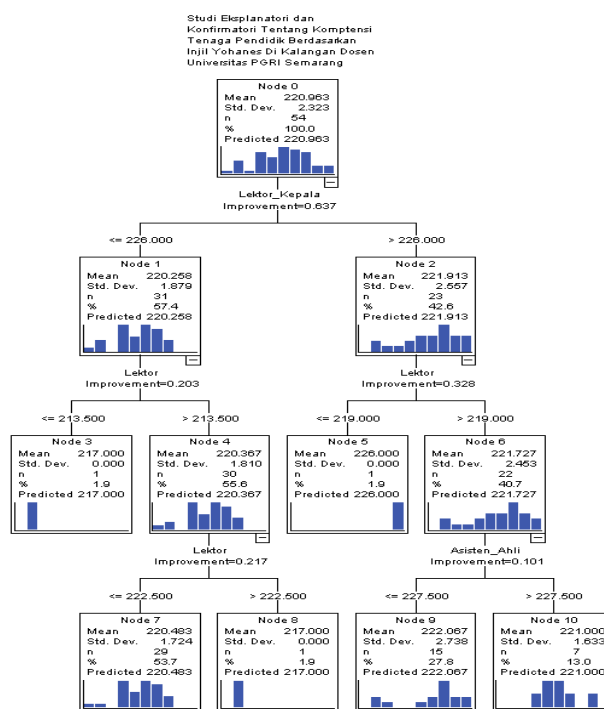 Studi Eksplanatori dan
Konfirmatori Tentang Komptensi
Tenaga Pendidik Berdasarkan
Injil Yohanes Di Kalangan Dosen
Universitas PGRI Semarang
Node 0
Mean 220.963
Std. Dev. 2.323
n 54
% 100.0
Predicted 220.963
Lektor_Kepala
Improvement=0.637
<= 226.000
> 226.000
Node 1
Mean 220.258
Std. Dev. 1.879
n 31
% 57.4
Predicted 220.258
Node 2
Mean 221.913
Std. Dev. 2.557
n 23
% 42.6
Predicted 221.913
Lektor
Improvement=0.203
Lektor
Improvement=0.328
<= 213.500
> 213.500
<= 219.000
> 219.000
Node 3
Mean 217.000
Std. Dev. 0.000
n 1
% 1.9
Predicted 217.000
Node 4
Mean 220.367
Std. Dev. 1.810
n 30
% 55.6
Predicted 220.367
Node 5
Mean 226.000
Std. Dev. 0.000
n 1
% 1.9
Predicted 226.000
Node 6
Mean 221.727
Std. Dev. 2.453
n 22
% 40.7
Predicted 221.727
Lektor
Improvement=0.217
Asisten_Ahli
Improvement=0.101
<= 222.500
> 222.500
<= 227.500
> 227.500
Node 7
Mean 220.483
Std. Dev. 1.724
n 29
% 53.7
Predicted 220.483
Node 8
Mean 217.000
Std. Dev. 0.000
n 1
% 1.9
Predicted 217.000
Node 9
Mean 222.067
Std. Dev. 2.738
n 15
% 27.8
Predicted 222.067
Node 10
Mean 221.000
Std. Dev. 1.633
n 7
% 13.0
Predicted 221.000